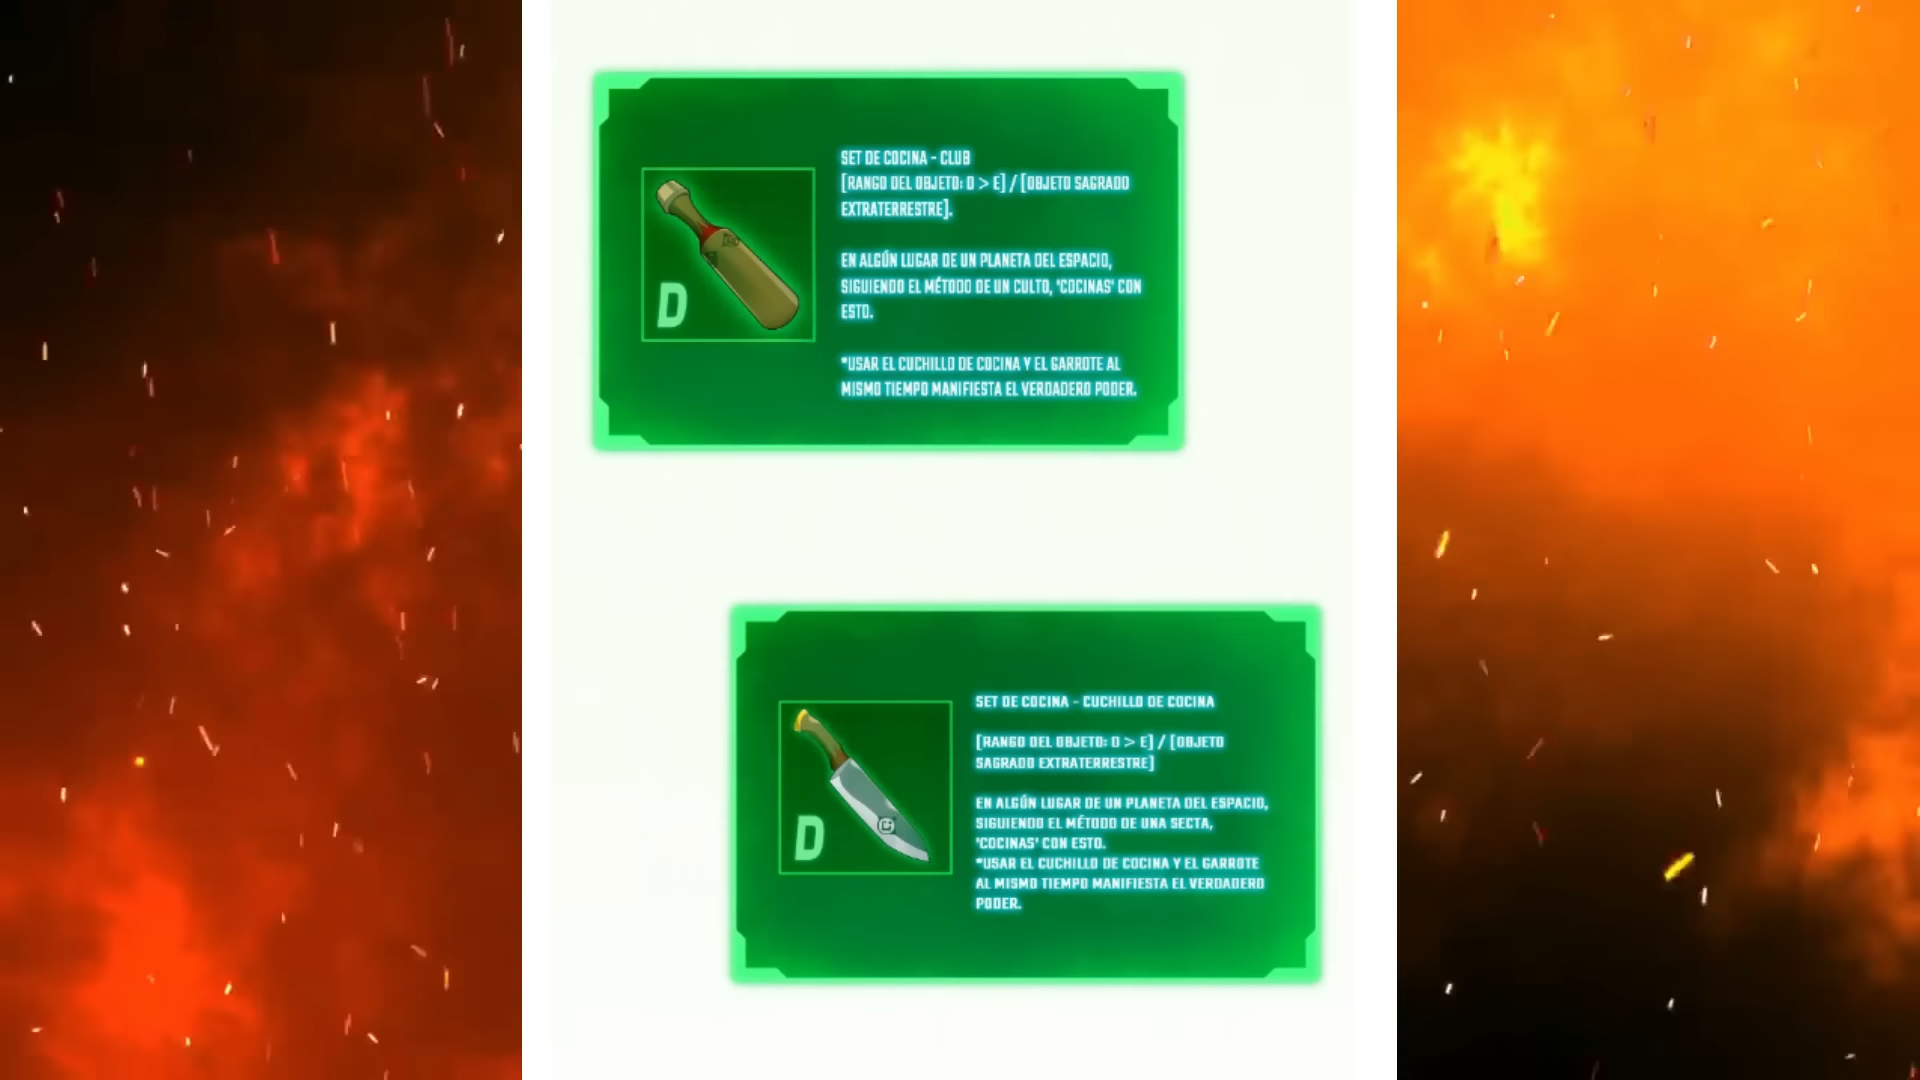 SET DE COCINA - CLUB
[RANGO DEL OBJETO: D > E] / [OBJETO SAGRADO
EXTRATERRESTRE].
EN ALGÚN LUGAR DE UN PLANETA DEL ESPACIO,
SIGUIENDO EL MÉTODO DE UN CULTO, 'COCINAS' CON
ESTO.
*USAR EL CUCHILLO DE COCINA Y EL GARROTE AL
MISMO TIEMPO MANIFIESTA EL VERDADERO PODER.
D
SET DE COCINA - CUCHILLO DE COCINA
[RANGO DEL OBJETO: D > E] / [OBJETO
SAGRADO EXTRATERRESTRE]
EN ALGÚN LUGAR DE UN PLANETA DEL ESPACIO,
SIGUIENDO EL MÉTODO DE UNA SECTA,
'COCINAS' CON ESTO.
*USAR EL CUCHILLO DE COCINA Y EL GARROTE
AL MISMO TIEMPO MANIFIESTA EL VERDADERO
PODER.
D